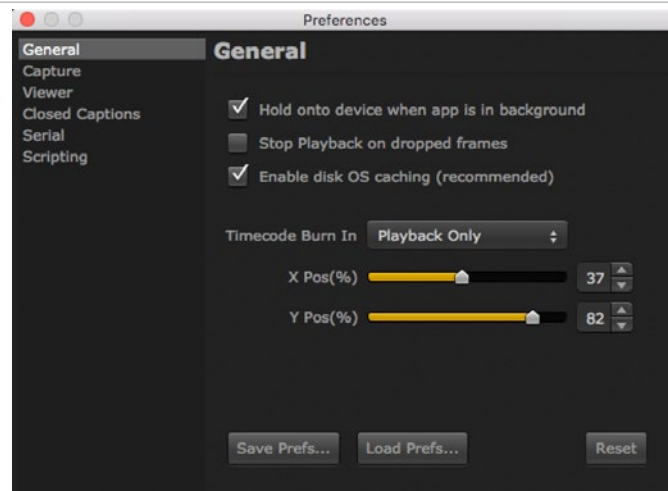 Preferences
General
Capture
Viewer
Closed Captions
Serial
Scripting
General
Hold onto device when app is in background
Stop Playback on dropped frames
Enable disk OS caching (recommended)
Timecode Burn In Playback Only
X Pos(%) 37
Y Pos(%) 82
Save Prefs... Load Prefs... Reset